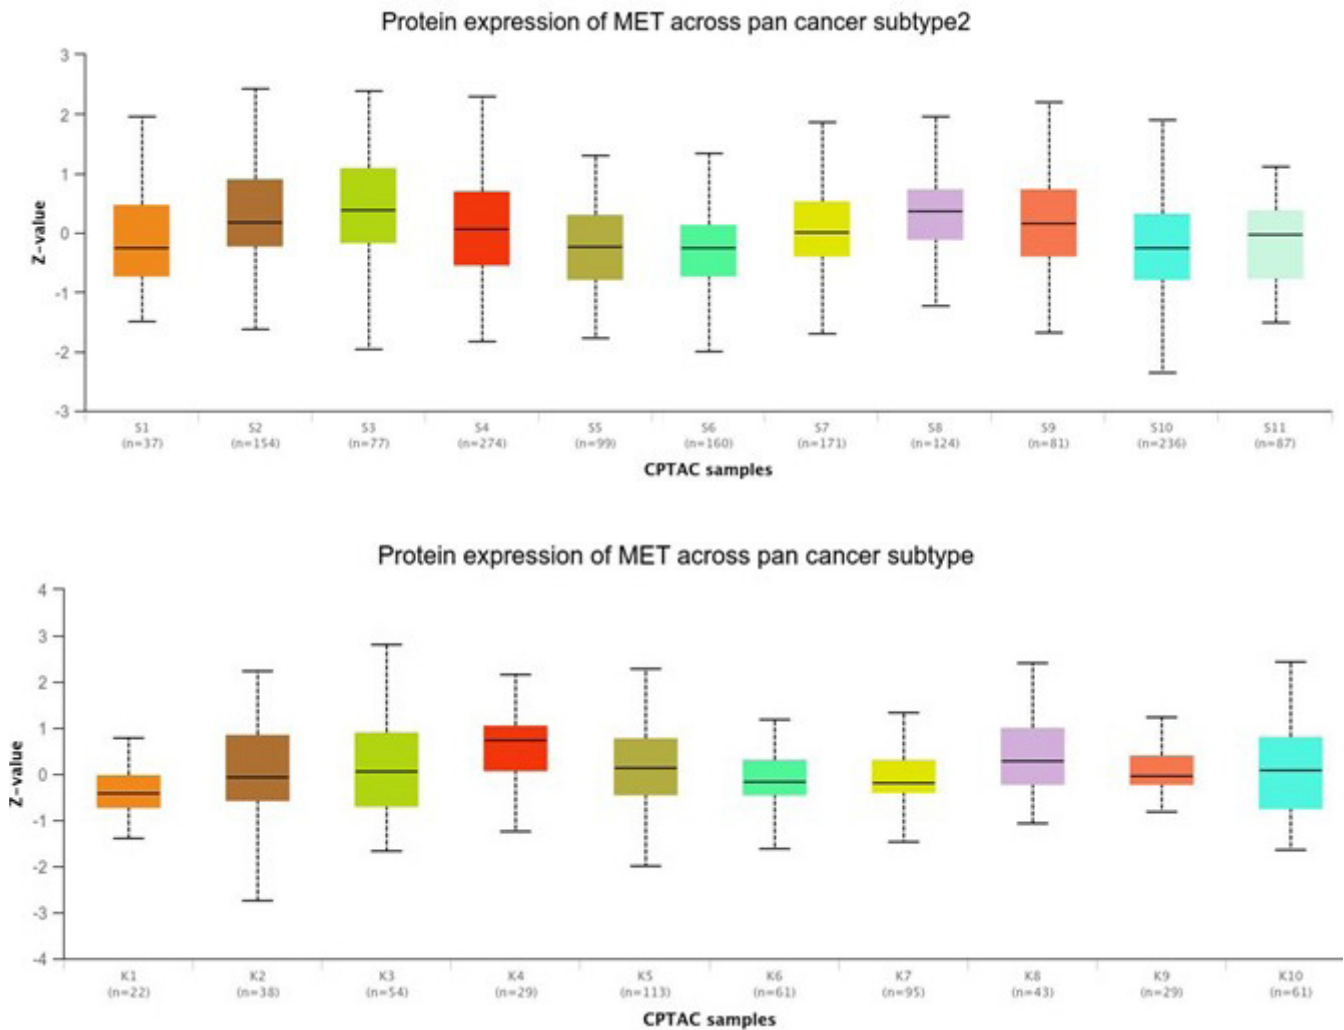 Protein expression of MET across pan cancer subtype2
3
2
1
0
-1
-2
-3
Z-value
S1 S2 S3 S4 S5 S6 S7 S8 S9 S10 S11
(n=37) (n=154) (n=77) (n=274) (n=99) (n=160) (n=171) (n=124) (n=81) (n=236) (n=87)
CPTAC samples
Protein expression of MET across pan cancer subtype
4
3
2
1
0
-1
-2
-3
-4
Z-value
K1 K2 K3 K4 K5 K6 K7 K8 K9 K10
(n=22) (n=38) (n=54) (n=29) (n=113) (n=61) (n=95) (n=43) (n=29) (n=61)
CPTAC samples